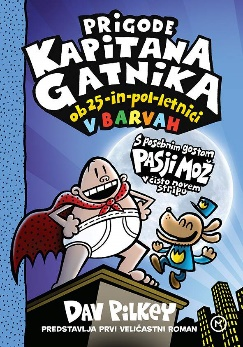 PRIGODE
KAPITANA
GATNIKA
ob 25-in-pol-letnici
V BARVAH
S posebnim gostom
PASJI MOŽ
v čisto novem
stripu
DAV PILKEY
PREDSTAVLJA PRVI VELIČASTNI ROMAN
M